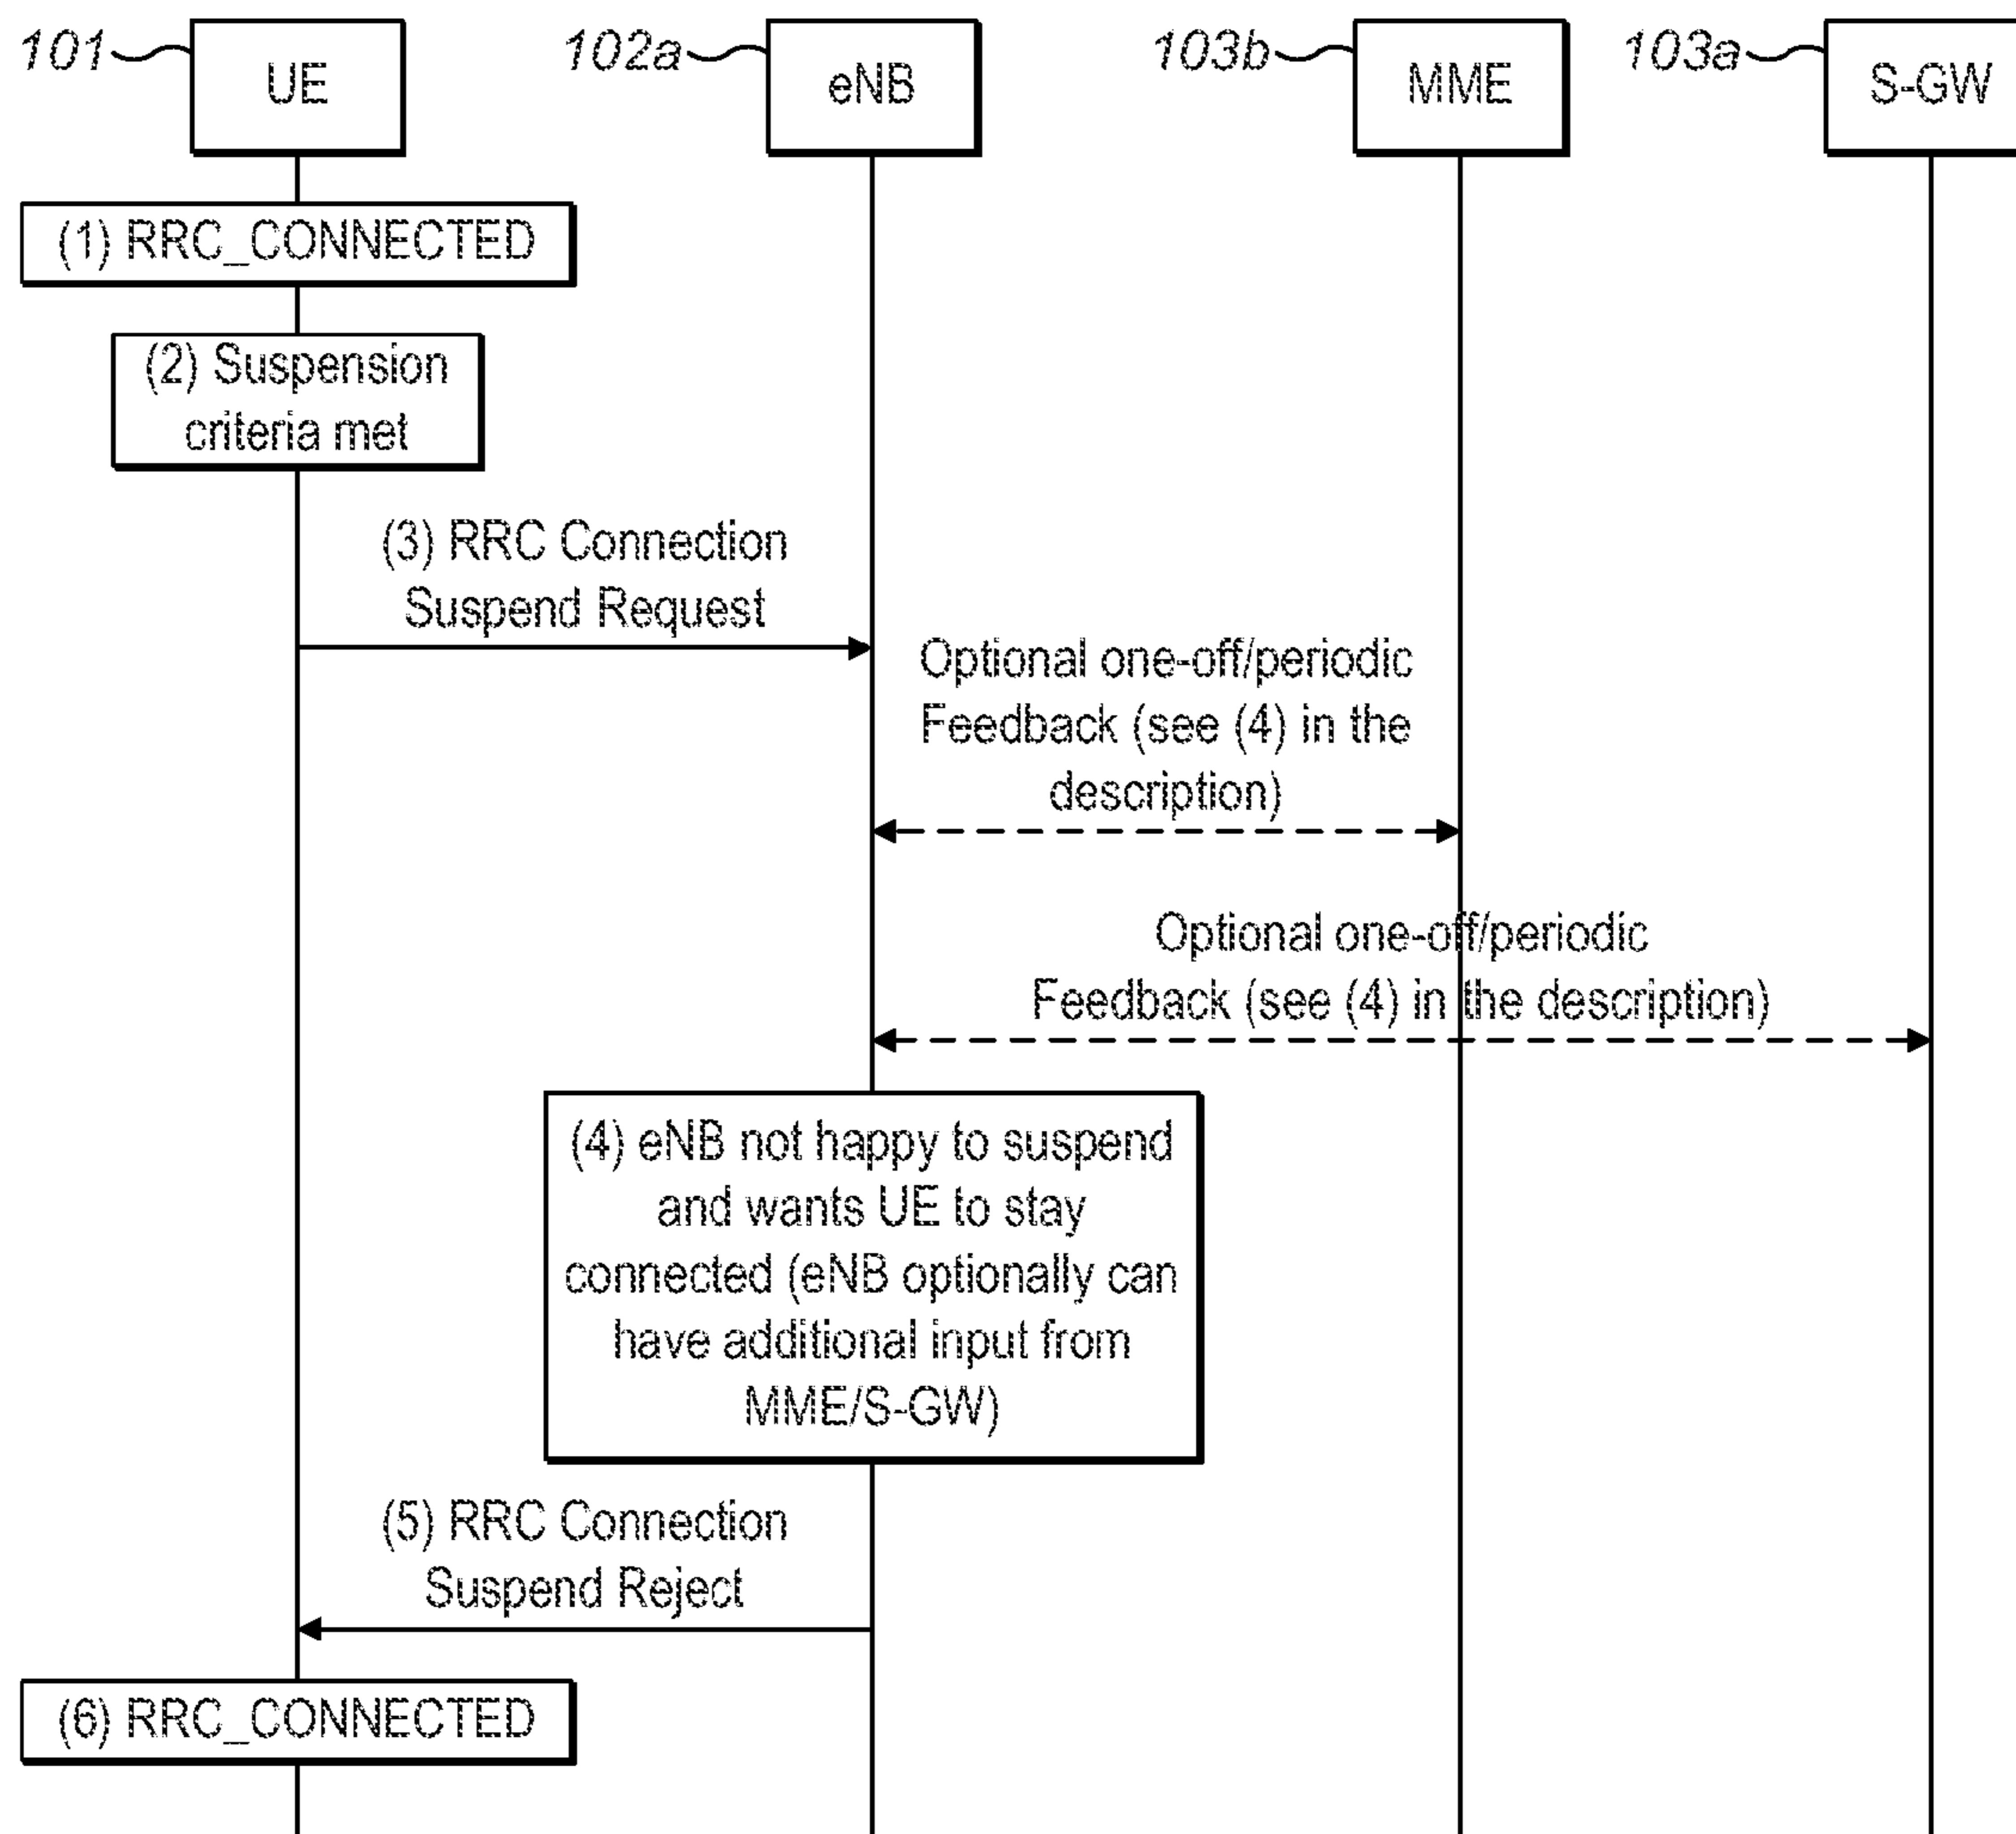 101
UE
102a
eNB
103b
MME
103a
S-GW
(1) RRC_CONNECTED
(2) Suspension
criteria met
(3) RRC Connection
Suspend Request
Optional one-off/periodic
Feedback (see (4) in the
description)
Optional one-off/periodic
Feedback (see (4) in the description)
(4) eNB not happy to suspend
and wants UE to stay
connected (eNB optionally can
have additional input from
MME/S-GW)
(5) RRC Connection
Suspend Reject
(6) RRC_CONNECTED